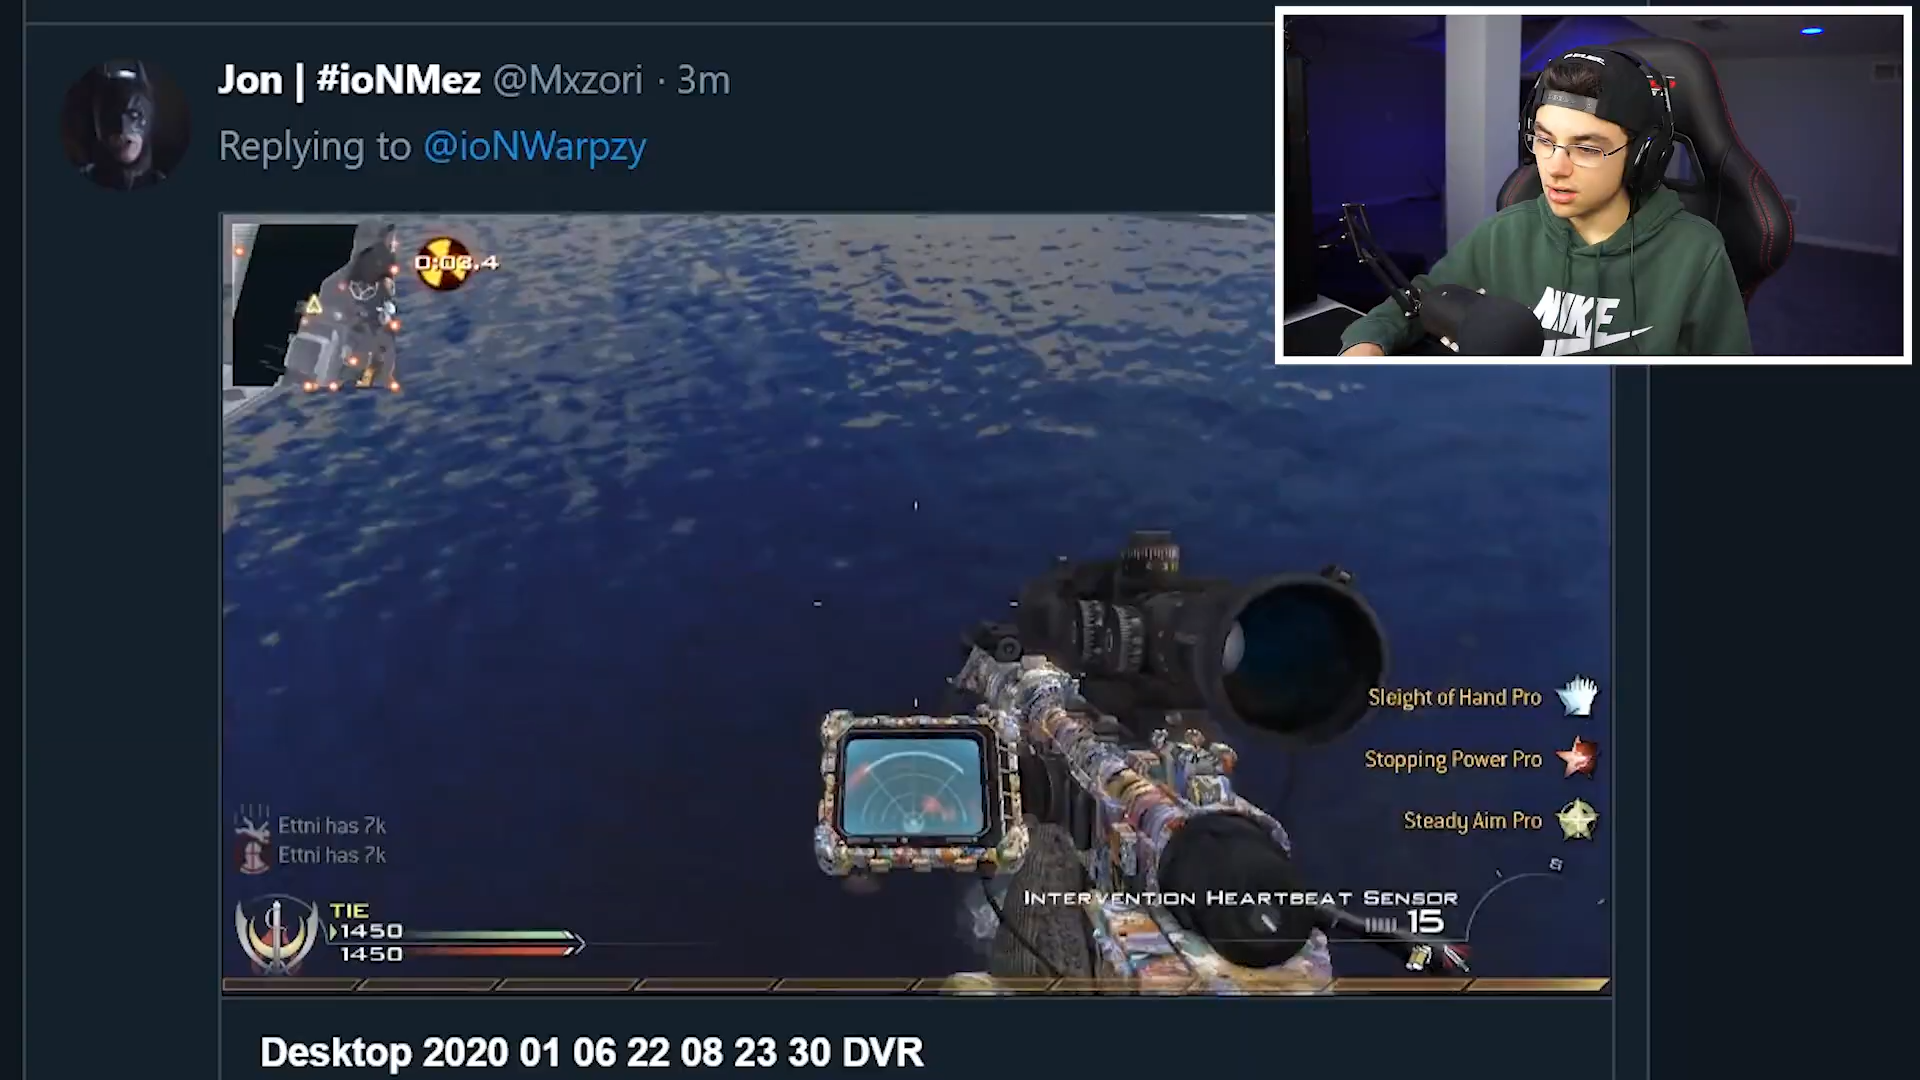 Jon | #ioNMez @Mxzori · 3m
Replying to @ioNWarpzy
0:03.4
NIKE
Sleight of Hand Pro
Stopping Power Pro
Steady Aim Pro
Ettni has 7k
Ettni has 7k
INTERVENTION HEARTBEAT SENSOR
15
TIE
1450
1450
Desktop 2020 01 06 22 08 23 30 DVR